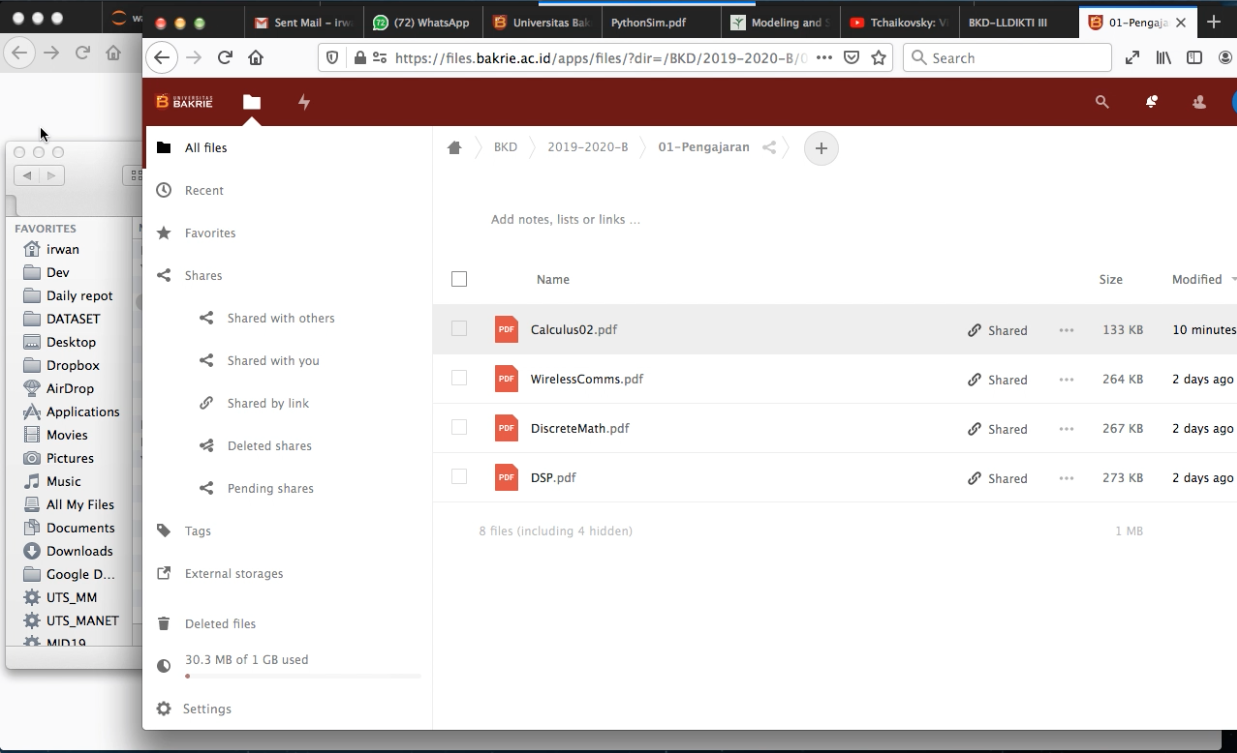 Sent Mail – irw
(72) WhatsApp
Universitas Bak
PythonSim.pdf
Modeling and S
Tchaikovsky: Vi
BKD-LLDIKTI III
01-Pengaja
https://files.bakrie.ac.id/apps/files/?dir=/BKD/2019-2020-B/0
Search
UNIVERSITAS
BAKRIE
All files
Recent
Favorites
Shares
Shared with others
Shared with you
Shared by link
Deleted shares
Pending shares
Tags
External storages
Deleted files
30.3 MB of 1 GB used
Settings
BKD
2019-2020-B
01-Pengajaran
Add notes, lists or links ...
Name Size Modified
PDF Calculus02.pdf Shared 133 KB 10 minutes
PDF WirelessComms.pdf Shared 264 KB 2 days ago
PDF DiscreteMath.pdf Shared 267 KB 2 days ago
PDF DSP.pdf Shared 273 KB 2 days ago
8 files (including 4 hidden) 1 MB
FAVORITES
irwan
Dev
Daily repot
DATASET
Desktop
Dropbox
AirDrop
Applications
Movies
Pictures
Music
All My Files
Documents
Downloads
Google D...
UTS_MM
UTS_MANET
MID19